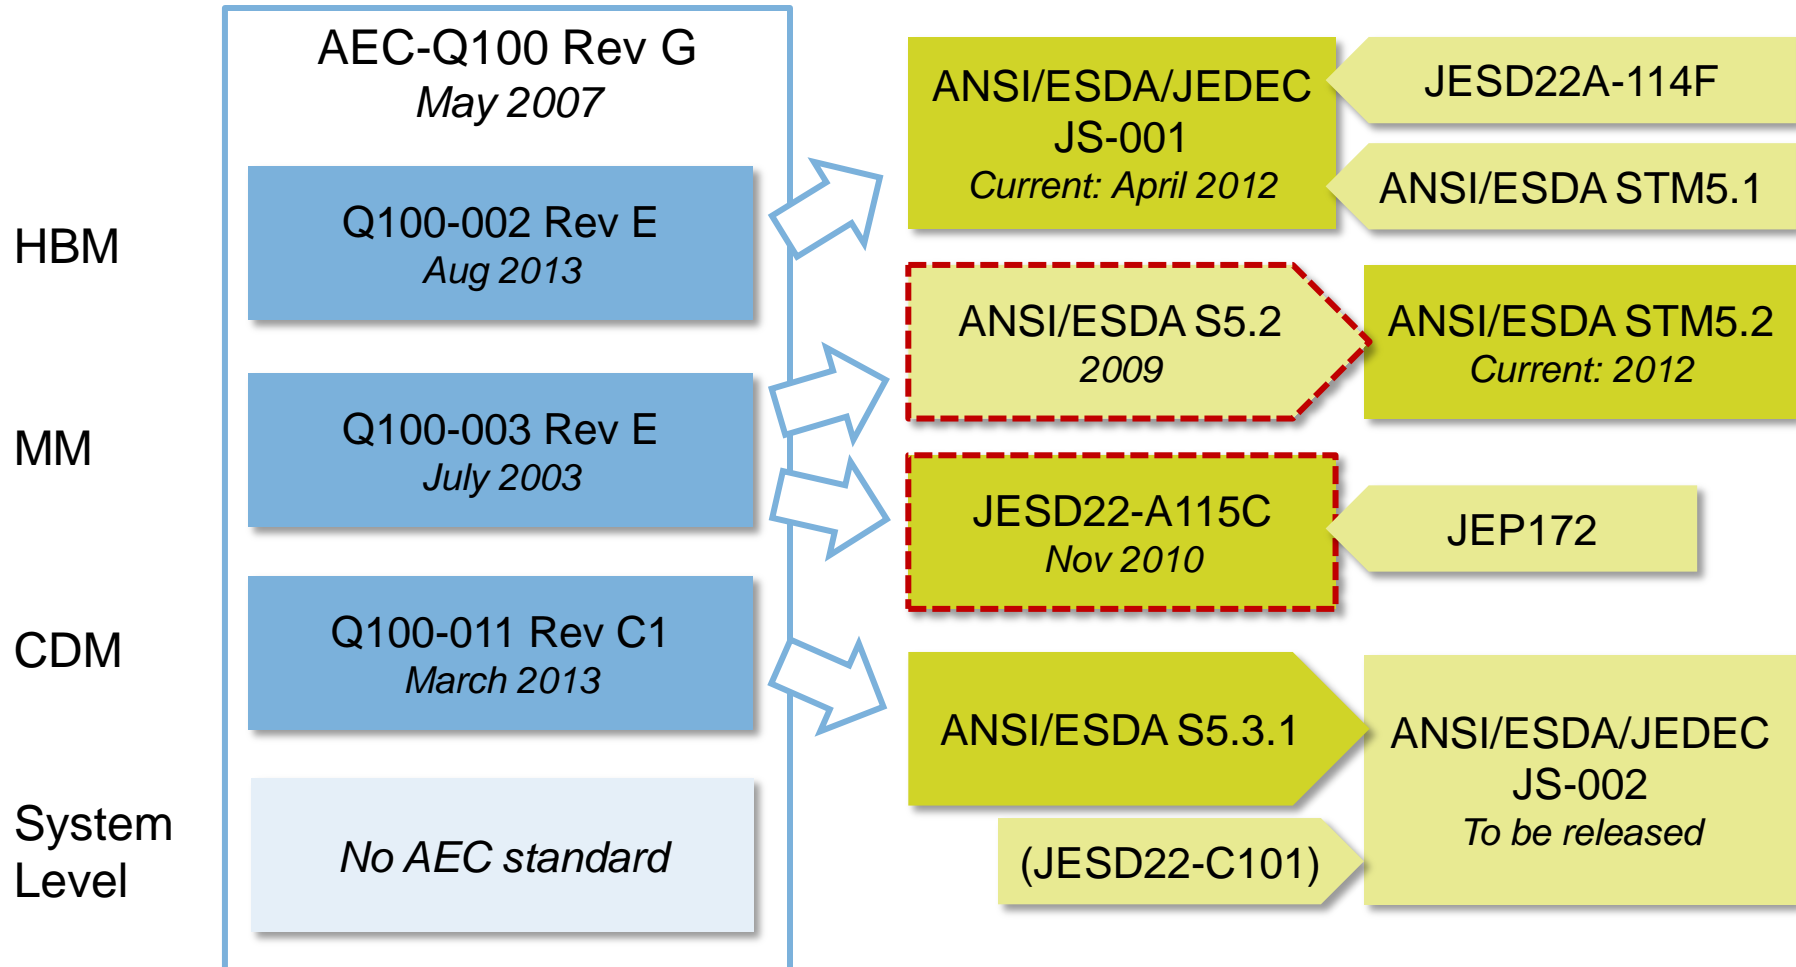 AEC-Q100 Rev G
May 2007
HBM
Q100-002 Rev E
Aug 2013
MM
Q100-003 Rev E
July 2003
CDM
Q100-011 Rev C1
March 2013
System
Level
No AEC standard
ANSI/ESDA/JEDEC
JS-001
Current: April 2012
JESD22A-114F
ANSI/ESDA STM5.1
ANSI/ESDA S5.2
2009
ANSI/ESDA STM5.2
Current: 2012
JESD22-A115C
Nov 2010
JEP172
ANSI/ESDA S5.3.1
(JESD22-C101)
ANSI/ESDA/JEDEC
JS-002
To be released